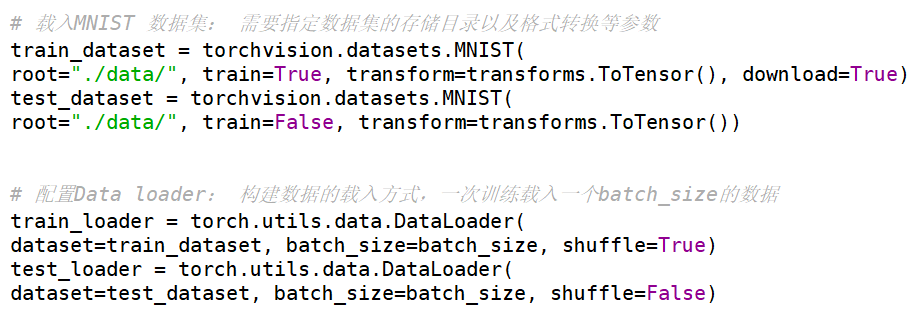 # 载入MNIST 数据集： 需要指定数据集的存储目录以及格式转换等参数
train_dataset = torchvision.datasets.MNIST(
root="./data/", train=True, transform=transforms.ToTensor(), download=True)
test_dataset = torchvision.datasets.MNIST(
root="./data/", train=False, transform=transforms.ToTensor())
# 配置Data loader： 构建数据的载入方式，一次训练载入一个batch_size的数据
train_loader = torch.utils.data.DataLoader(
dataset=train_dataset, batch_size=batch_size, shuffle=True)
test_loader = torch.utils.data.DataLoader(
dataset=test_dataset, batch_size=batch_size, shuffle=False)